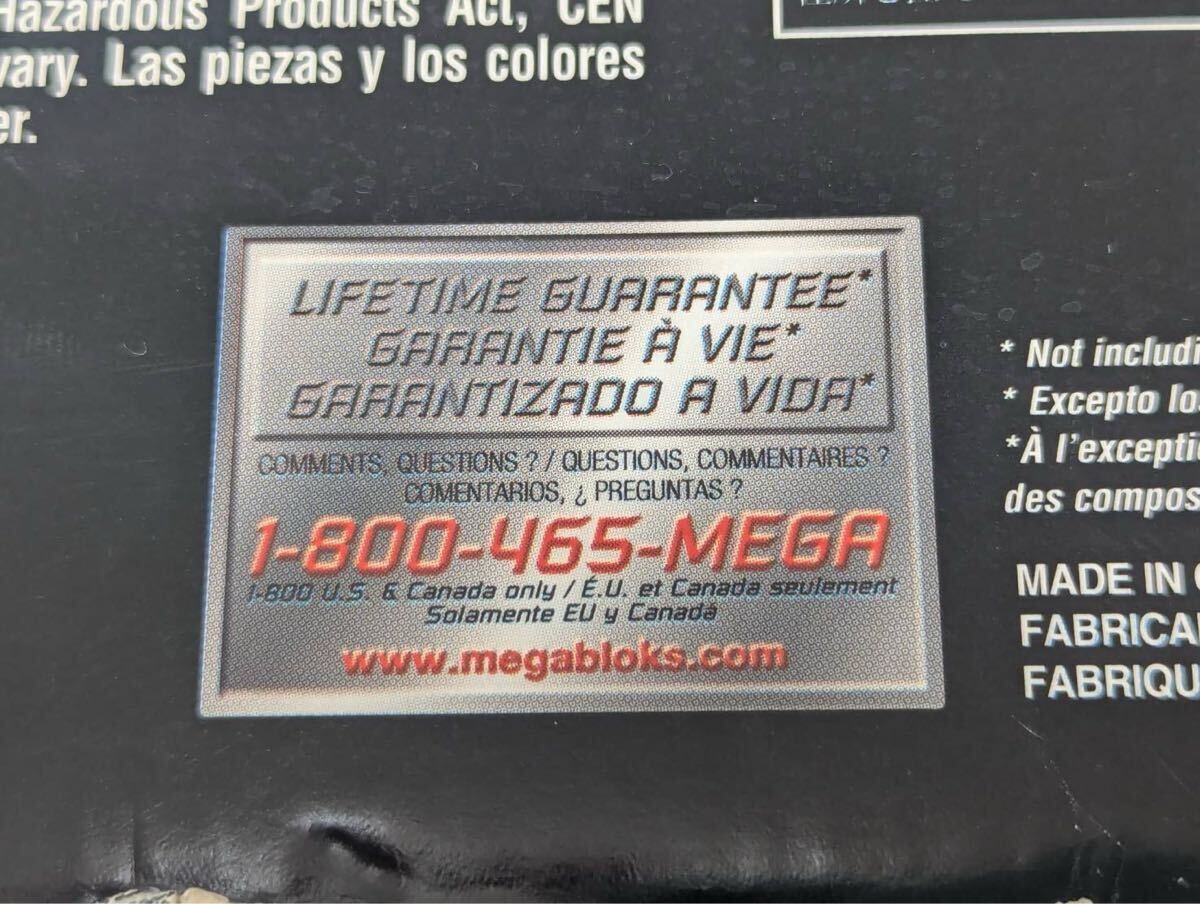 Hazardous Products Act, CEN
vary. Las piezas y los colores
er.
LIFETIME GUARANTEE*
GARANTIE À VIE*
GARANTIZADO A VIDA*
COMMENTS, QUESTIONS ? / QUESTIONS, COMMENTAIRES ?
COMENTARIOS, ¿ PREGUNTAS ?
1-800-465-MEGA
1-800 U.S. & Canada only / É.U. et Canada seulement
Solamente EU y Canadá
www.megabloks.com
* Not includi
* Excepto lo
*À l'excepti
des compos
MADE IN
FABRICA
FABRIQU